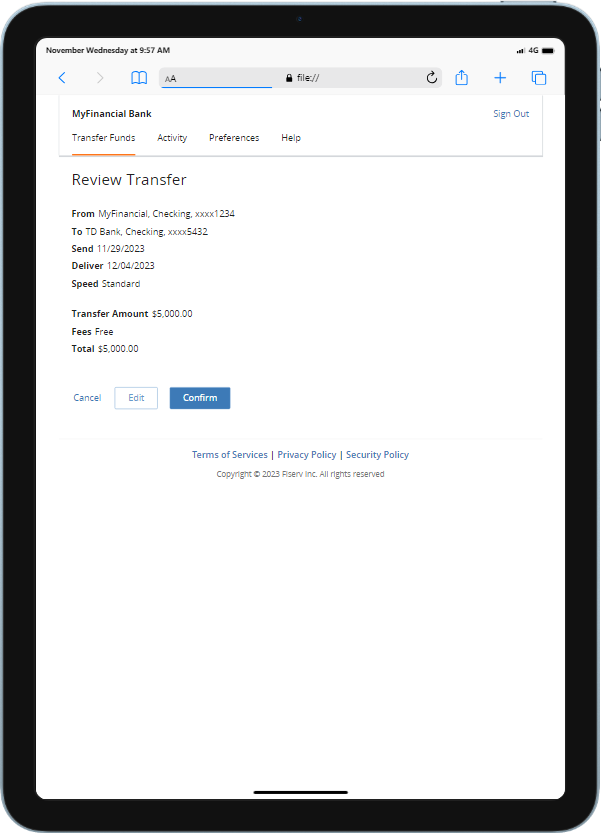 November Wednesday at 9:57 AM 4G
AA file://
MyFinancial Bank Sign Out
Transfer Funds Activity Preferences Help
Review Transfer
From MyFinancial, Checking, xxxx1234
To TD Bank, Checking, xxxx5432
Send 11/29/2023
Deliver 12/04/2023
Speed Standard
Transfer Amount $5,000.00
Fees Free
Total $5,000.00
Cancel Edit Confirm
Terms of Services | Privacy Policy | Security Policy
Copyright © 2023 Fiserv Inc. All rights reserved